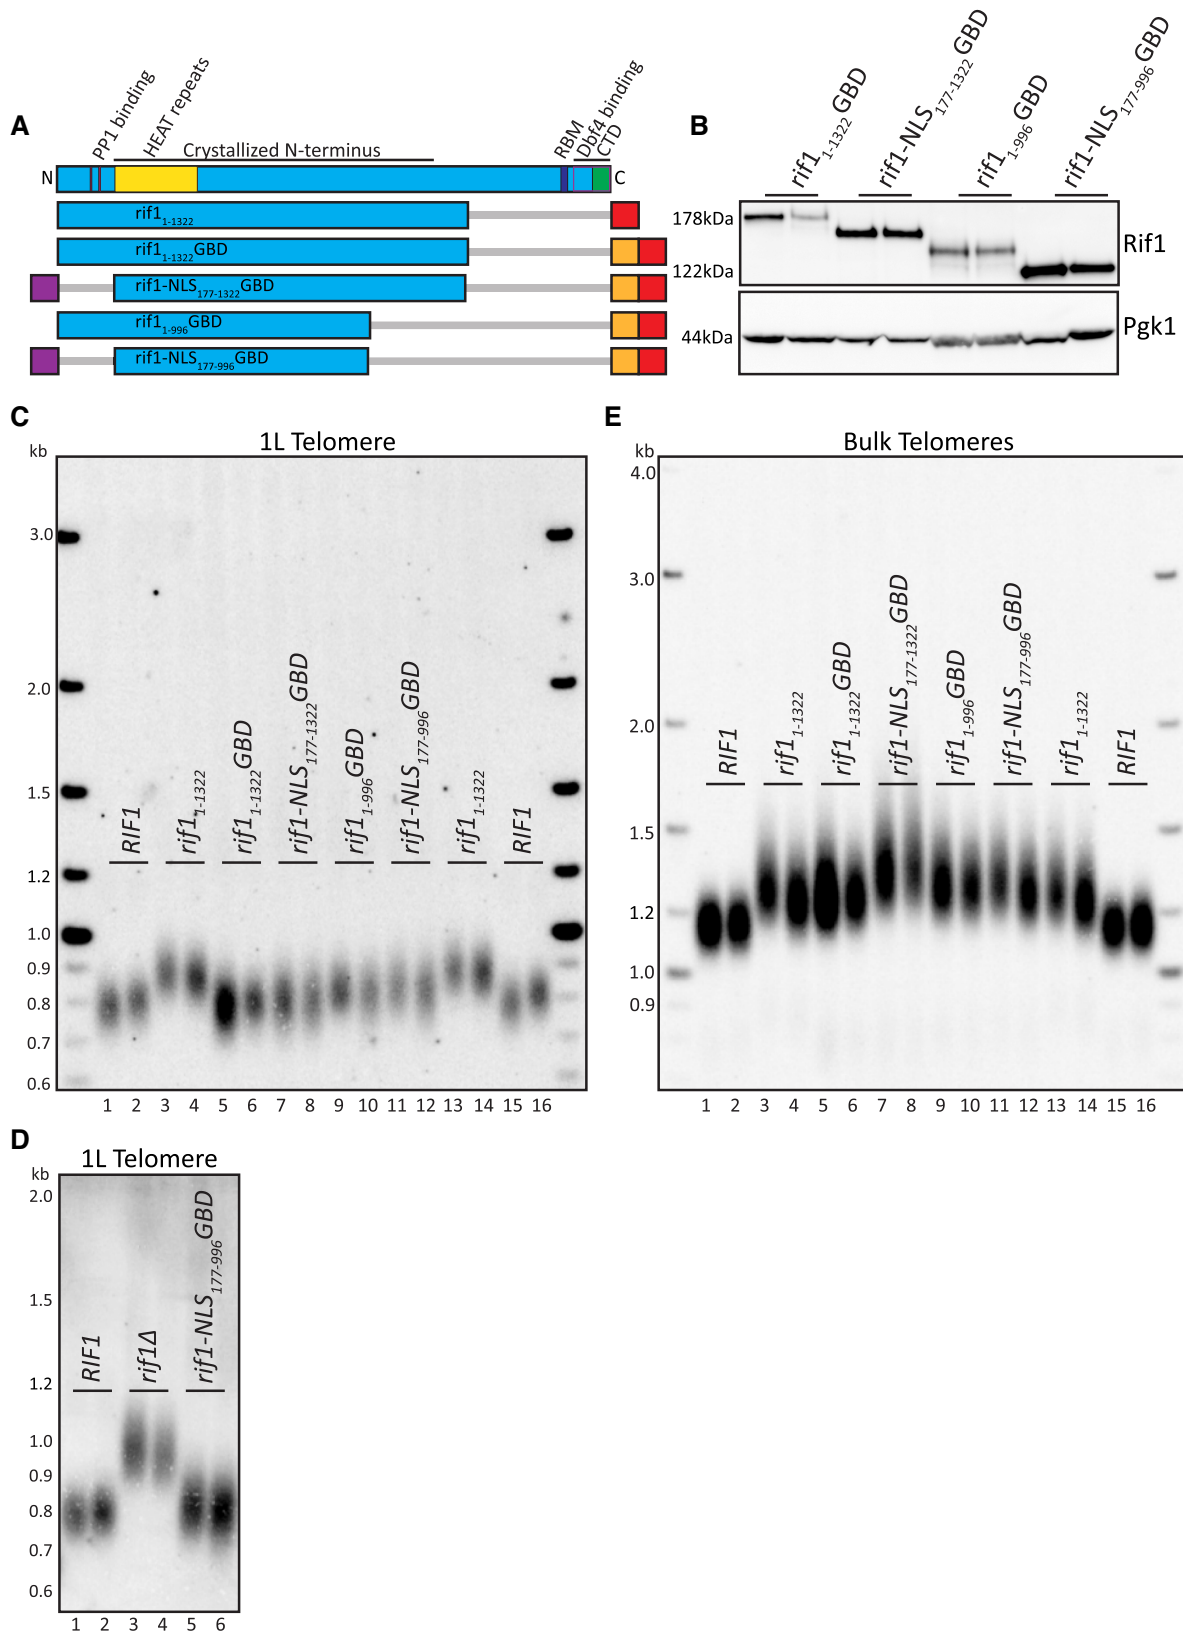 A
PP1 binding
HEAT repeats
Crystallized N-terminus
RBM
Dbf4 binding
CTD
N
C
rif1 1-1322
rif1 1-1322 GBD
rif1-NLS 177-1322 GBD
rif1 1-996 GBD
rif1-NLS 177-996 GBD
B
rif1 1-1322 GBD
rif1-NLS 177-1322 GBD
rif1 1-996 GBD
rif1-NLS 177-996 GBD
178kDa
122kDa
44kDa
Rif1
Pgk1
C
1L Telomere
kb
3.0
2.0
1.5
1.2
1.0
0.9
0.8
0.7
0.6
RIF1
rif1 1-1322
rif1 1-1322 GBD
rif1-NLS 177-1322 GBD
rif1 1-996 GBD
rif1-NLS 177-996 GBD
rif1 1-1322
RIF1
1 2 3 4 5 6 7 8 9 10 11 12 13 14 15 16
E
Bulk Telomeres
kb
4.0
3.0
2.0
1.5
1.2
1.0
0.9
RIF1
rif1 1-1322
rif1 1-1322 GBD
rif1-NLS 177-1322 GBD
rif1 1-996 GBD
rif1-NLS 177-996 GBD
rif1 1-1322
RIF1
1 2 3 4 5 6 7 8 9 10 11 12 13 14 15 16
D
1L Telomere
kb
2.0
1.5
1.2
1.0
0.9
0.8
0.7
0.6
RIF1
rif1Δ
rif1-NLS 177-996 GBD
1 2 3 4 5 6